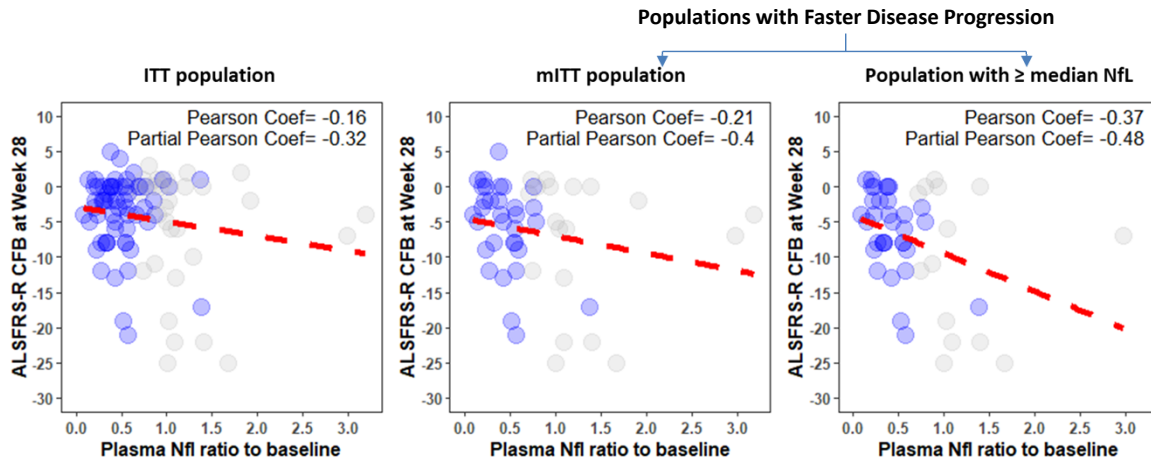 Populations with Faster Disease Progression
ITT population
mITT population
Population with ≥ median NfL
Pearson Coef= -0.16
Partial Pearson Coef= -0.32
Pearson Coef= -0.21
Partial Pearson Coef= -0.4
Pearson Coef= -0.37
Partial Pearson Coef= -0.48
ALSFRS-R CFB at Week 28
10
5
0
-5
-10
-15
-20
-25
-30
0.0 0.5 1.0 1.5 2.0 2.5 3.0
Plasma Nfl ratio to baseline
ALSFRS-R CFB at Week 28
10
5
0
-5
-10
-15
-20
-25
-30
0.0 0.5 1.0 1.5 2.0 2.5 3.0
Plasma Nfl ratio to baseline
ALSFRS-R CFB at Week 28
10
5
0
-5
-10
-15
-20
-25
-30
0.0 0.5 1.0 1.5 2.0 2.5 3.0
Plasma Nfl ratio to baseline